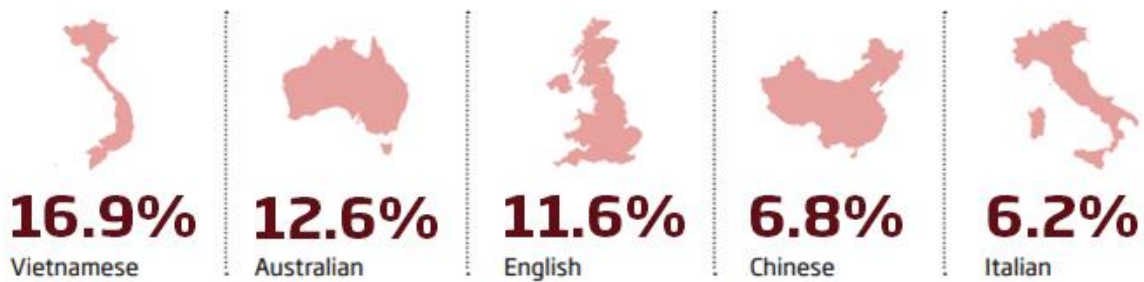 16.9%
Vietnamese
12.6%
Australian
11.6%
English
6.8%
Chinese
6.2%
Italian